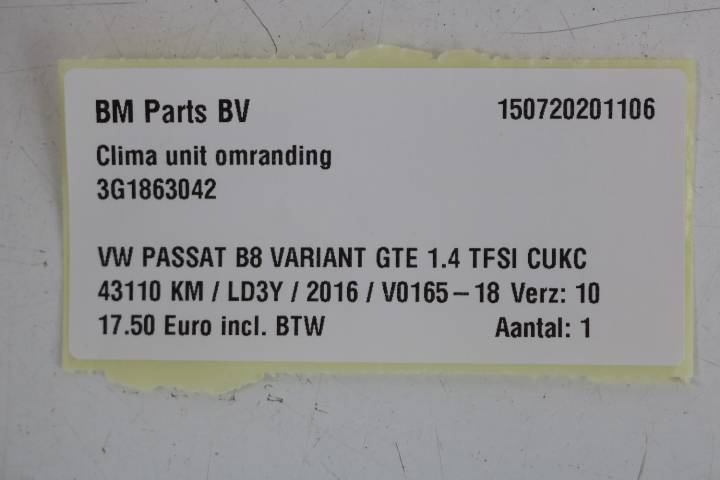 BM Parts BV 150720201106
Clima unit omranding
3G1863042
VW PASSAT B8 VARIANT GTE 1.4 TFSI CUKC
43110 KM / LD3Y / 2016 / V0165-18 Verz: 10
17.50 Euro incl. BTW Aantal: 1